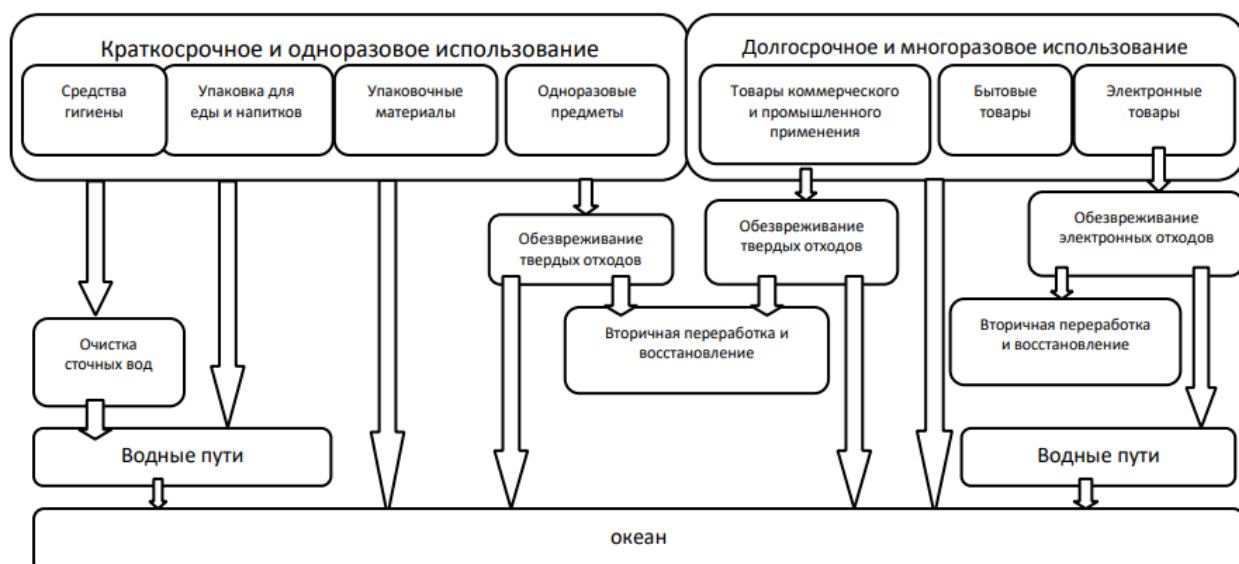 Краткосрочное и одноразовое использование
Долгосрочное и многоразовое использование
Средства
гигиены
Упаковка для
еды и напитков
Упаковочные
материалы
Одноразовые
предметы
Товары коммерческого
и промышленного
применения
Бытовые
товары
Электронные
товары
Обезвреживание
твердых отходов
Обезвреживание
твердых отходов
Обезвреживание
электронных отходов
Очистка
сточных вод
Вторичная переработка и
восстановление
Вторичная переработка
и восстановление
Водные пути
Водные пути
океан